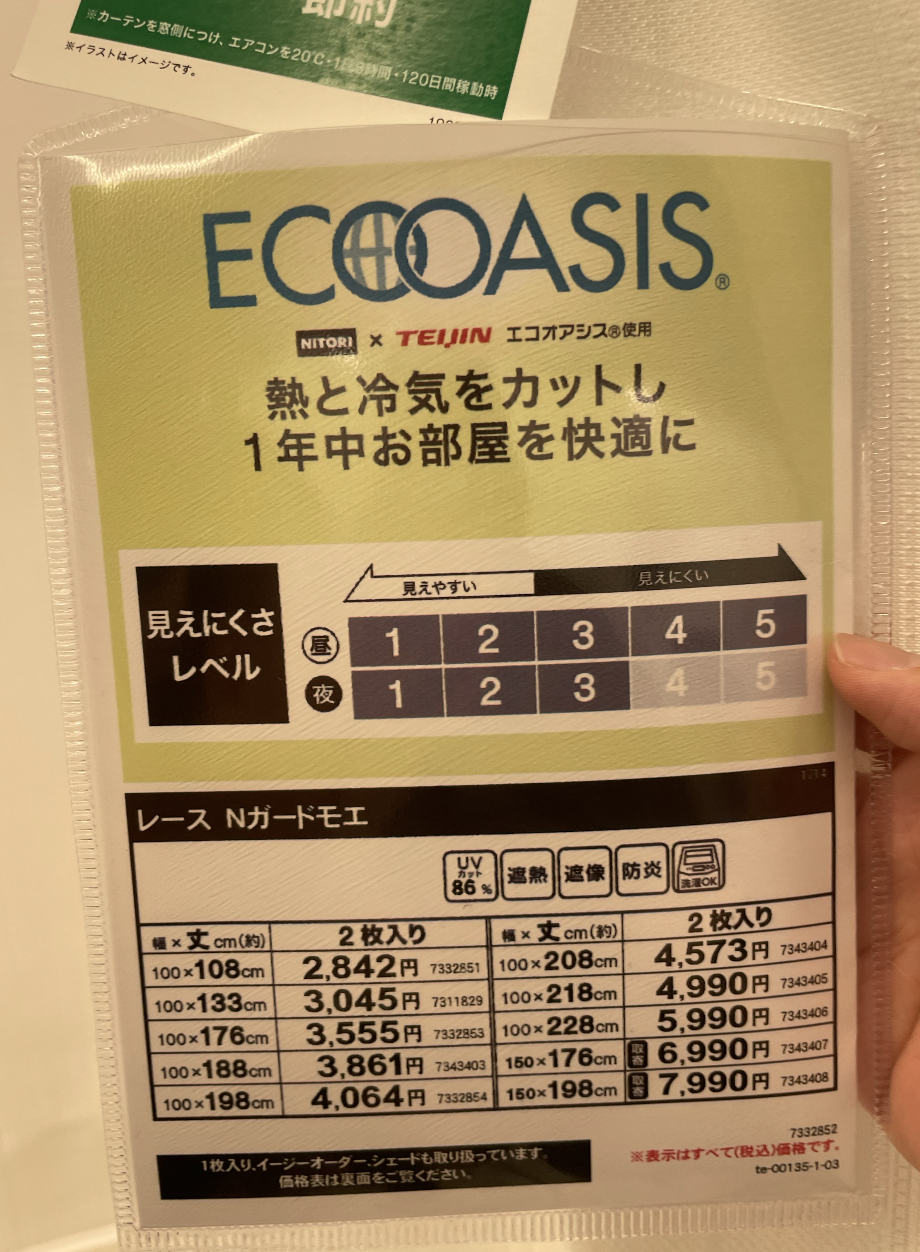 節約
※カーテンを窓側につけ、エアコンを20℃・1日8時間・120日間稼動時
※イラストはイメージです。
ECOOASIS®
NITORI × TEIJIN エコオアシス®使用
熱と冷気をカットし
1年中お部屋を快適に
見えにくさ
レベル
見えやすい 見えにくい
昼 1 2 3 4 5
夜 1 2 3 4 5
1214
レース Nガードモエ
UVカット86% 遮熱 遮像 防炎 洗濯OK
幅×丈cm(約) 2枚入り 幅×丈cm(約) 2枚入り
100×108cm 2,842円 7332851 100×208cm 4,573円 7343404
100×133cm 3,045円 7311829 100×218cm 4,990円 7343405
100×176cm 3,555円 7332853 100×228cm 5,990円 7343406
100×188cm 3,861円 7343403 150×176cm 取寄 6,990円 7343407
100×198cm 4,064円 7332854 150×198cm 取寄 7,990円 7343408
7332852
1枚入り、イージーオーダー、シェードも取り扱っています。
価格表は裏面をご覧ください。
※表示はすべて(税込)価格です。
te-00135-1-03